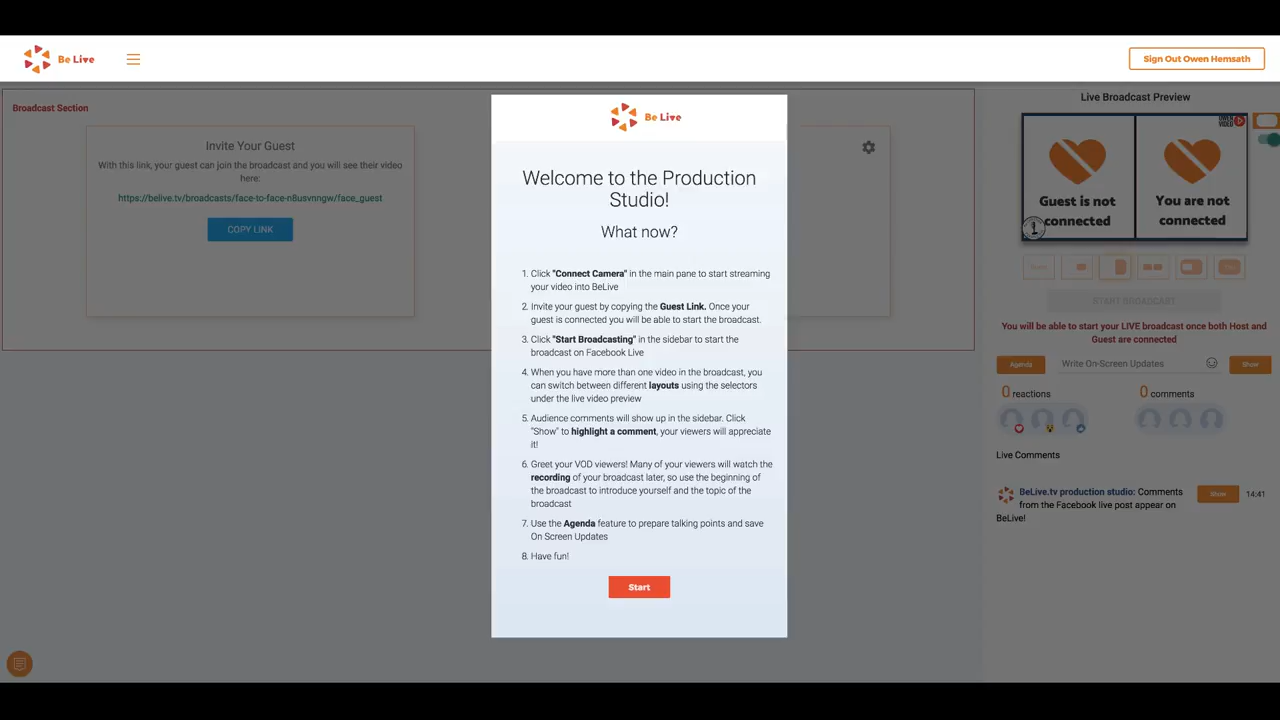 Be Live
Sign Out Owen Hemsath
Broadcast Section
Invite Your Guest
With this link, your guest can join the broadcast and you will see their video
here:
https://belive.tv/broadcasts/face-to-face-n8usvnngw/face_guest
COPY LINK
Be Live
Welcome to the Production
Studio!
What now?
1. Click "Connect Camera" in the main pane to start streaming
your video into BeLive
2. Invite your guest by copying the Guest Link. Once your
guest is connected you will be able to start the broadcast.
3. Click "Start Broadcasting" in the sidebar to start the
broadcast on Facebook Live
4. When you have more than one video in the broadcast, you
can switch between different layouts using the selectors
under the live video preview
5. Audience comments will show up in the sidebar. Click
"Show" to highlight a comment, your viewers will appreciate
it!
6. Greet your VOD viewers! Many of your viewers will watch the
recording of your broadcast later, so use the beginning of
the broadcast to introduce yourself and the topic of the
broadcast
7. Use the Agenda feature to prepare talking points and save
On Screen Updates
8. Have fun!
Start
Live Broadcast Preview
OWEN
VIDEO
Guest is not
connected
You are not
connected
START BROADCAST
You will be able to start your LIVE broadcast once both Host and
Guest are connected
Agenda
Write On-Screen Updates
Show
0 reactions
0 comments
Live Comments
BeLive.tv production studio: Comments
from the Facebook live post appear on
BeLive!
Show
14:41